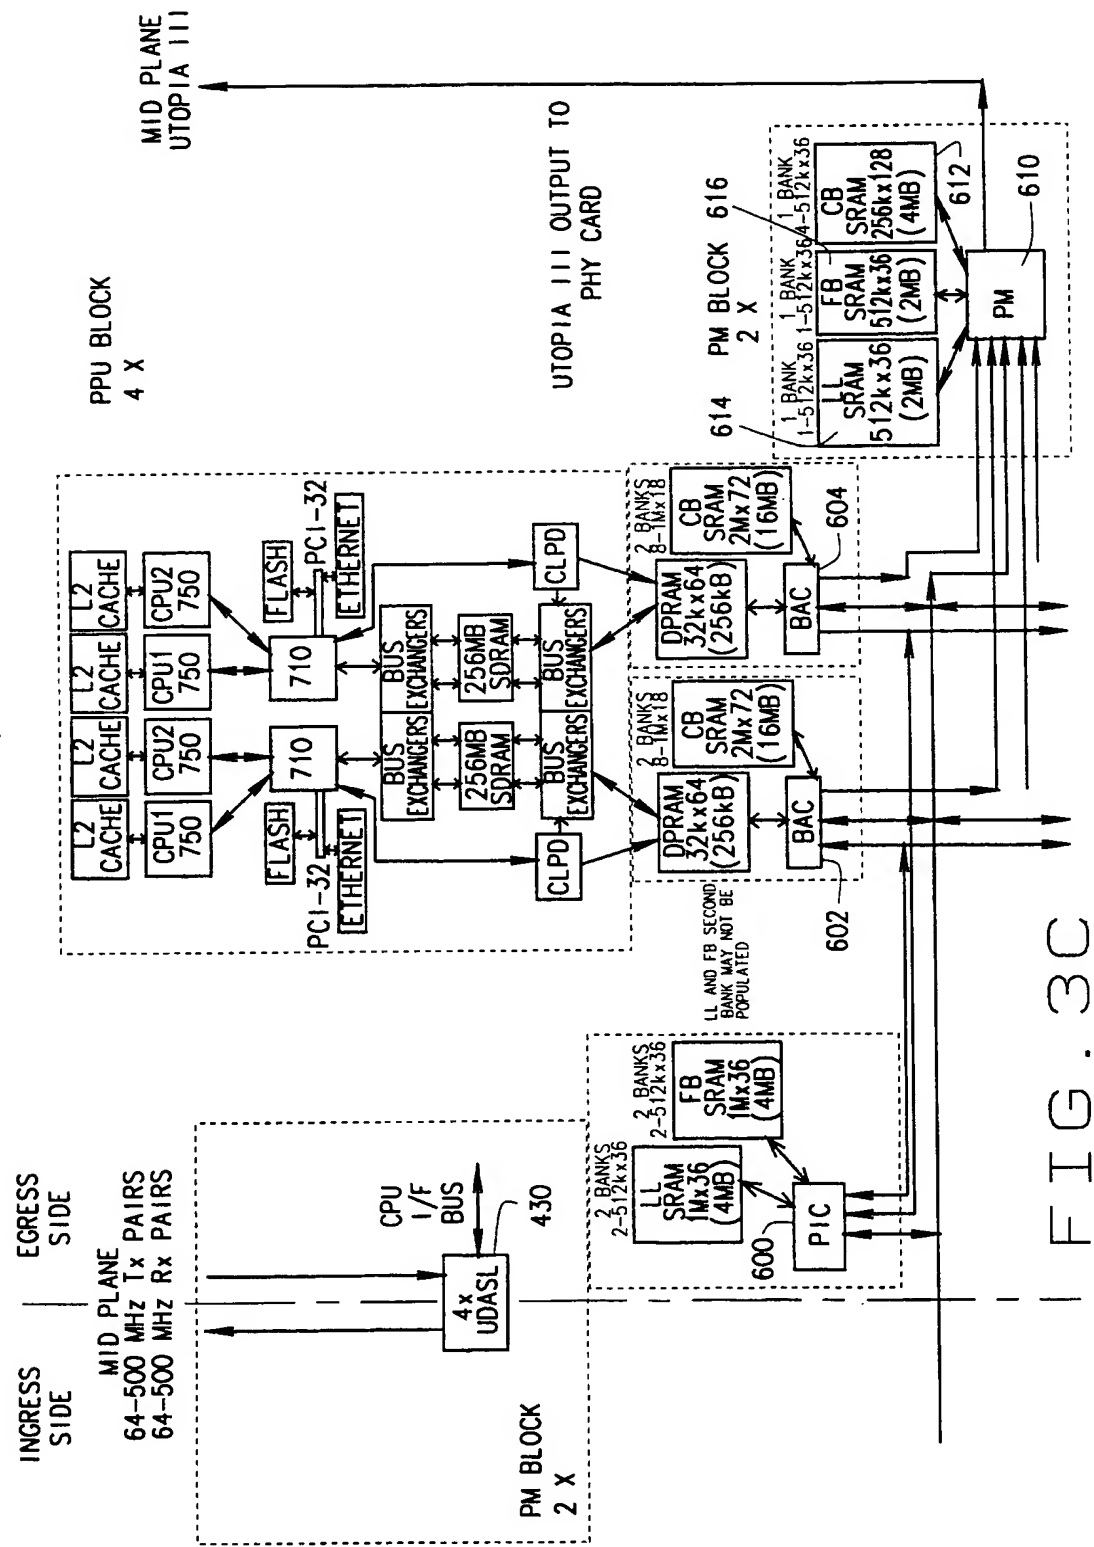 INGRESS
SIDE
EGRESS
SIDE
MID PLANE
64-500 MHz Tx PAIRS
64-500 MHz Rx PAIRS
CPU
I/F
BUS
4x
UDASL
430
PM BLOCK
2 X
PPU BLOCK
4 X
MID PLANE
UTOPIA III
L2
CACHE
L2
CACHE
L2
CACHE
L2
CACHE
CPU1
750
CPU2
750
CPU1
750
CPU2
750
710
710
FLASH
PCI-32
ETHERNET
FLASH
PCI-32
ETHERNET
BUS
EXCHANGERS
BUS
EXCHANGERS
256MB
SDRAM
256MB
SDRAM
CLPD
BUS
EXCHANGERS
BUS
EXCHANGERS
CLPD
UTOPIA III OUTPUT TO
PHY CARD
2 BANKS
2-512kx36
LL
SRAM
1Mx36
(4MB)
2 BANKS
2-512kx36
FB
SRAM
1Mx36
(4MB)
600
PIC
LL AND FB SECOND
BANK MAY NOT BE
POPULATED
DPRAM
32kx64
(256kB)
2 BANKS
8-1Mx18
CB
SRAM
2Mx72
(16MB)
BAC
602
DPRAM
32kx64
(256kB)
2 BANKS
8-1Mx18
CB
SRAM
2Mx72
(16MB)
BAC
604
614
PM BLOCK
2 X
616
1 BANK
1-512kx36
LL
SRAM
512kx36
(2MB)
1 BANK
1-512kx36
FB
SRAM
512kx36
(2MB)
1 BANK
4-512kx36
CB
SRAM
256kx128
(4MB)
612
PM
610
FIG. 3C